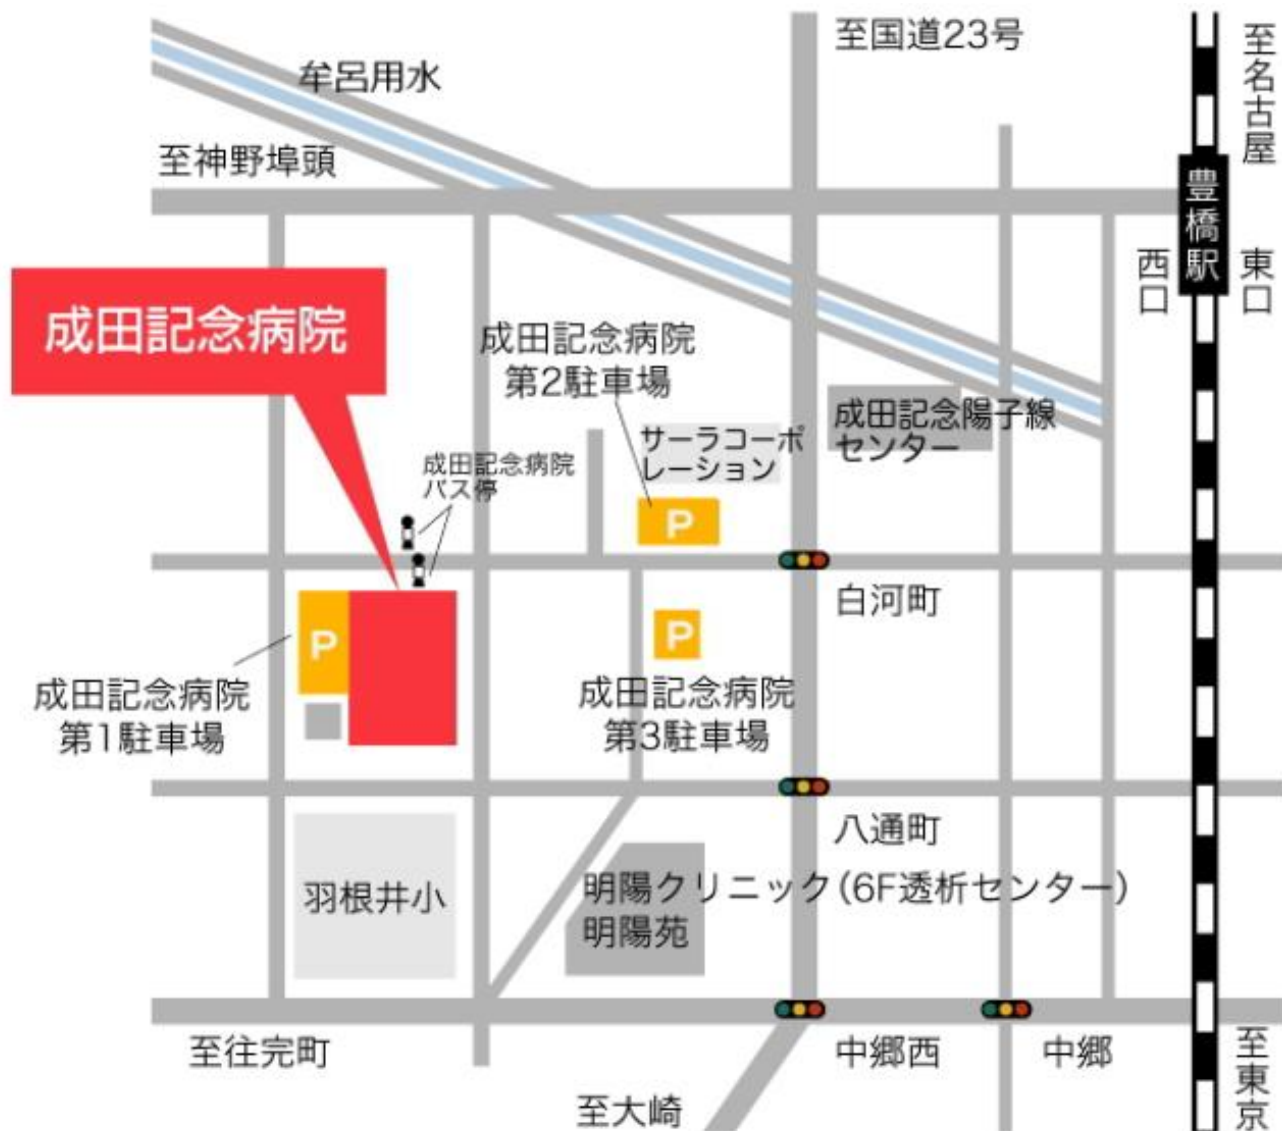 至国道23号
至名古屋
牟呂用水
至神野埠頭
豊橋駅
西口
東口
成田記念病院
成田記念病院
第2駐車場
成田記念陽子線
センター
サーラコーポ
レーション
成田記念病院
バス停
P
白河町
P
P
成田記念病院
第1駐車場
成田記念病院
第3駐車場
八通町
羽根井小
明陽クリニック(6F透析センター)
明陽苑
至往完町
中郷西
中郷
至東京
至大崎